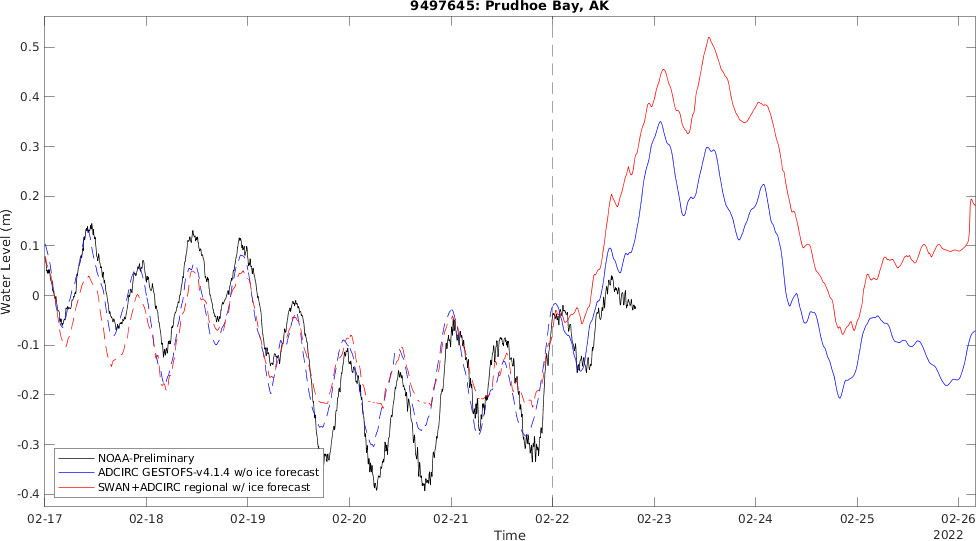 9497645: Prudhoe Bay, AK
0.5
0.4
0.3
0.2
0.1
0
-0.1
-0.2
-0.3
-0.4
Water Level (m)
NOAA-Preliminary
ADCIRC GESTOFS-v4.1.4 w/o ice forecast
SWAN+ADCIRC regional w/ ice forecast
02-17 02-18 02-19 02-20 02-21 02-22 02-23 02-24 02-25 02-26
Time
2022